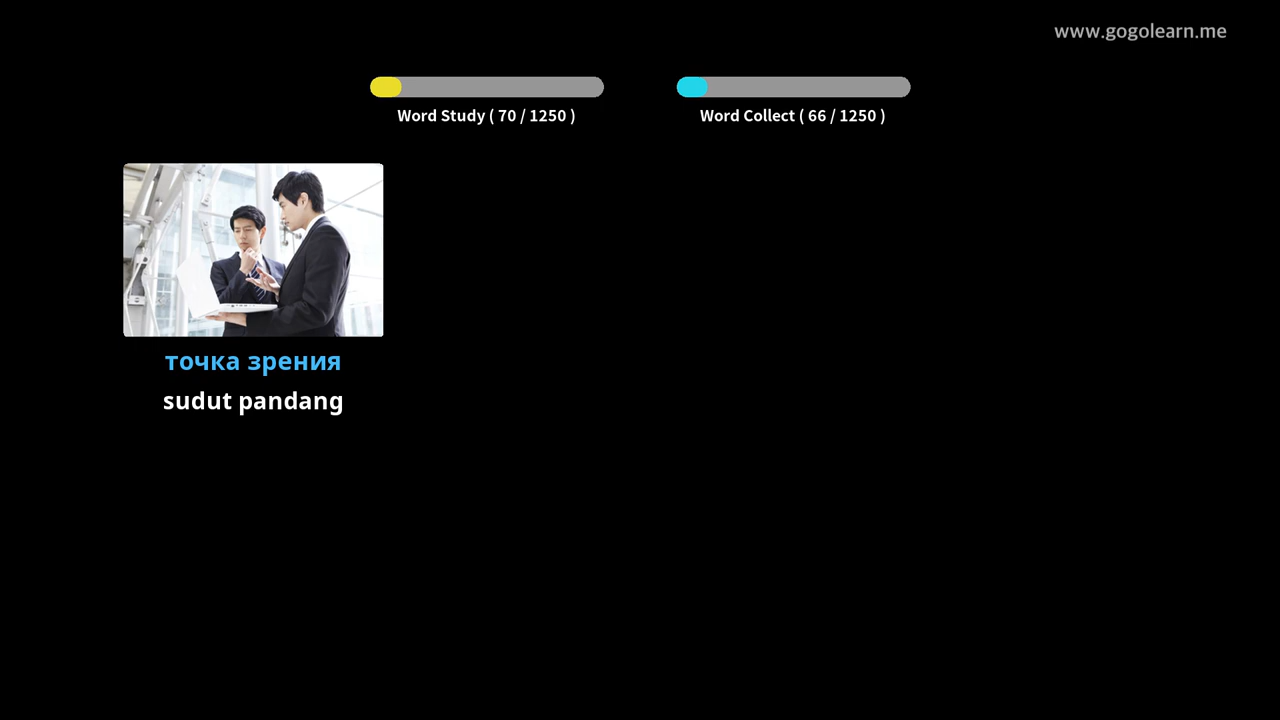 www.gogolearn.me
Word Study ( 70 / 1250 )
Word Collect ( 66 / 1250 )
точка зрения
sudut pandang